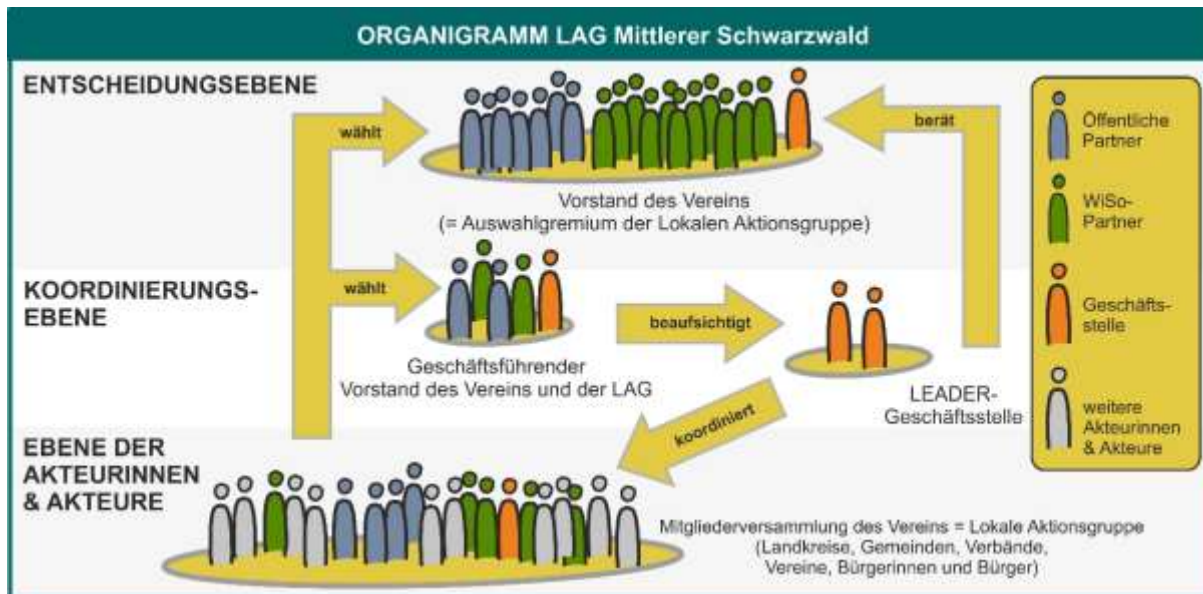 ORGANIGRAMM LAG Mittlerer Schwarzwald
ENTSCHEIDUNGSEBENE
wählt
berät
Vorstand des Vereins
(= Auswahlgremium der Lokalen Aktionsgruppe)
KOORDINIERUNGS-
EBENE
wählt
beaufsichtigt
Geschäftsführender
Vorstand des Vereins und der LAG
LEADER-
Geschäftsstelle
koordiniert
EBENE DER
AKTEURINNEN
& AKTEURE
Mitgliederversammlung des Vereins = Lokale Aktionsgruppe
(Landkreise, Gemeinden, Verbände,
Vereine, Bürgerinnen und Bürger)
Öffentliche
Partner
WiSo-
Partner
Geschäfts-
stelle
weitere
Akteurinnen
& Akteure